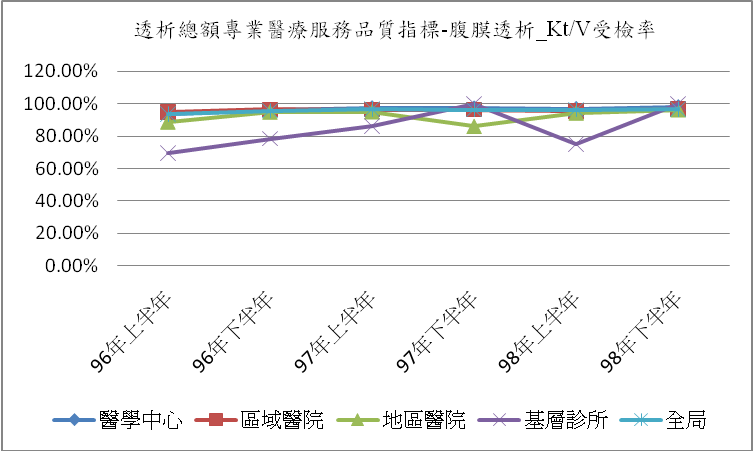 透析總額專業醫療服務品質指標-腹膜透析_Kt/V受檢率
120.00%
100.00%
80.00%
60.00%
40.00%
20.00%
0.00%
96年上半年 96年下半年 97年上半年 97年下半年 98年上半年 98年下半年
醫學中心 區域醫院 地區醫院 基層診所 全局